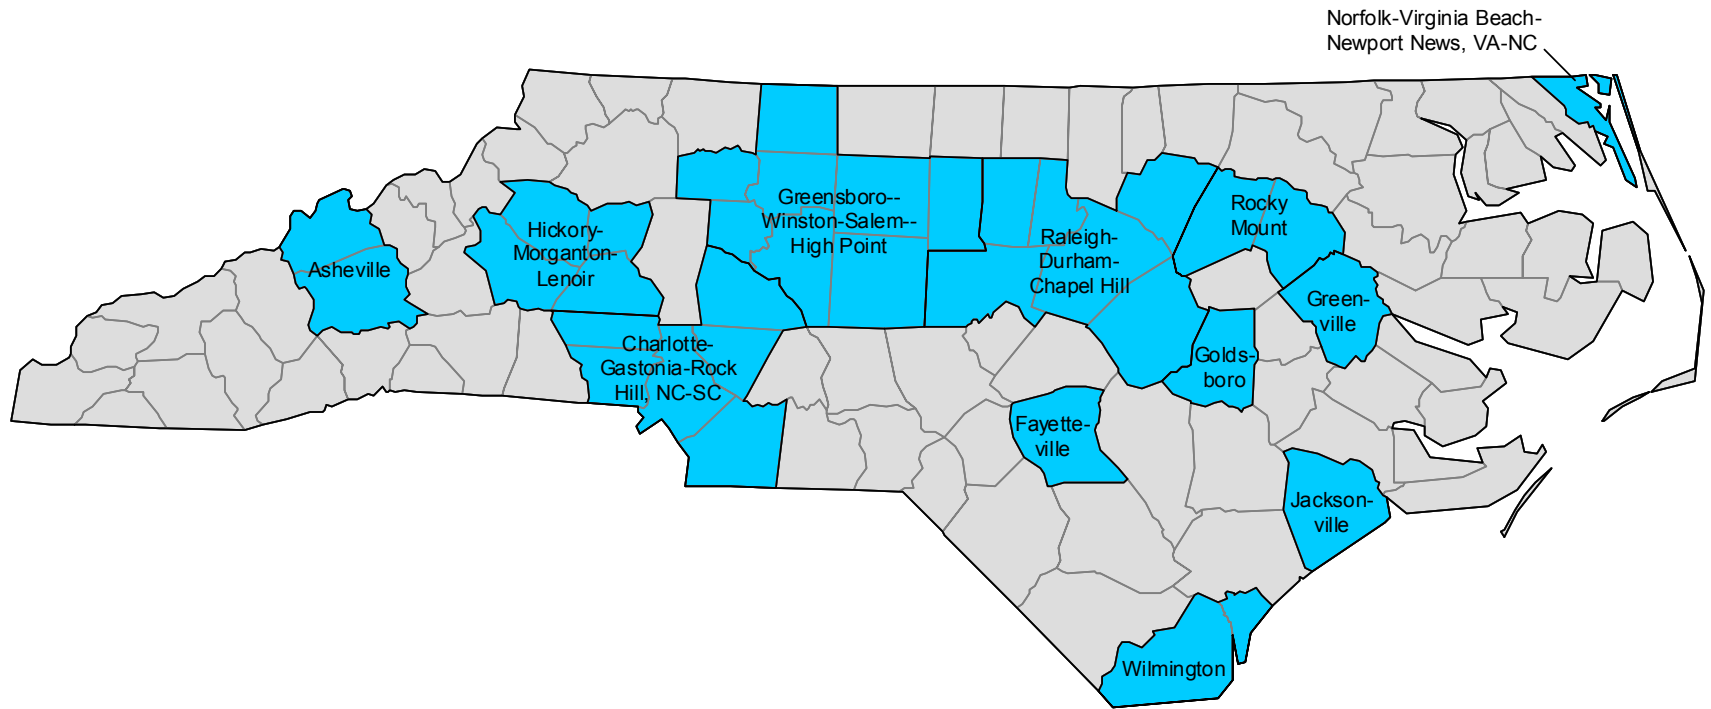 Norfolk-Virginia Beach-
Newport News, VA-NC
Greensboro--
Winston-Salem--
High Point
Rocky
Mount
Hickory-
Morganton-
Lenoir
Raleigh-
Durham-
Chapel Hill
Asheville
Green-
ville
Charlotte-
Gastonia-Rock
Hill, NC-SC
Golds-
boro
Fayette-
ville
Jackson-
ville
Wilmington